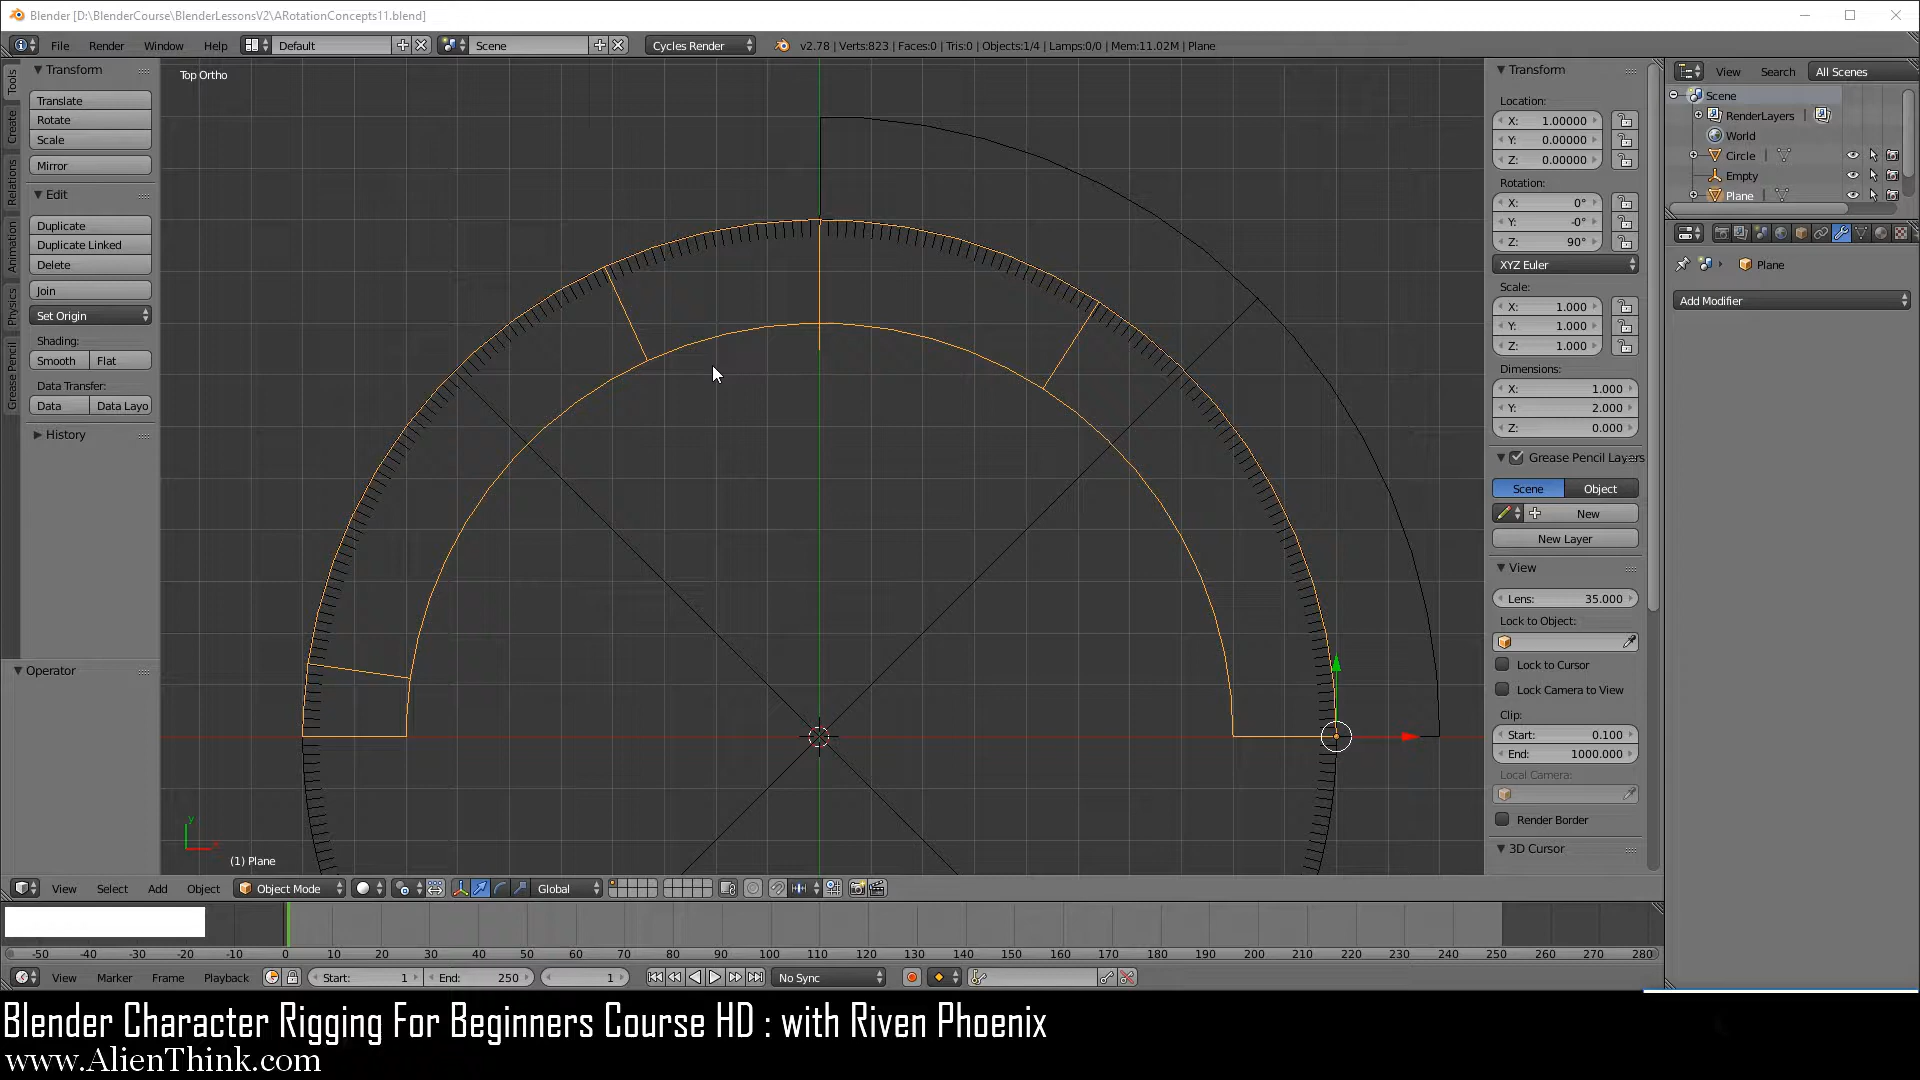 Blender [D:\BlenderCourse\BlenderLessonsV2\ARotationConcepts11.blend]
File Render Window Help Default Scene Cycles Render v2.78 | Verts:823 | Faces:0 | Tris:0 | Objects:1/4 | Lamps:0/0 | Mem:11.02M | Plane
Tools
Create
Relations
Animation
Physics
Grease Pencil
Transform
Translate
Rotate
Scale
Mirror
Edit
Duplicate
Duplicate Linked
Delete
Join
Set Origin
Shading:
Smooth Flat
Data Transfer:
Data Data Layo
History
Operator
Top Ortho
y
(1) Plane
Transform
Location:
X: 1.00000
Y: 0.00000
Z: 0.00000
Rotation:
X: 0°
Y: -0°
Z: 90°
XYZ Euler
Scale:
X: 1.000
Y: 1.000
Z: 1.000
Dimensions:
X: 1.000
Y: 2.000
Z: 0.000
Grease Pencil Layers
Scene Object
New
New Layer
View
Lens: 35.000
Lock to Object:
Lock to Cursor
Lock Camera to View
Clip:
Start: 0.100
End: 1000.000
Local Camera:
Render Border
3D Cursor
View Search All Scenes
Scene
RenderLayers
World
Circle
Empty
Plane
Plane
Add Modifier
View Select Add Object Object Mode Global
-50 -40 -30 -20 -10 0 10 20 30 40 50 60 70 80 90 100 110 120 130 140 150 160 170 180 190 200 210 220 230 240 250 260 270 280
View Marker Frame Playback Start: 1 End: 250 1 No Sync
Blender Character Rigging For Beginners Course HD : with Riven Phoenix
www.AlienThink.com